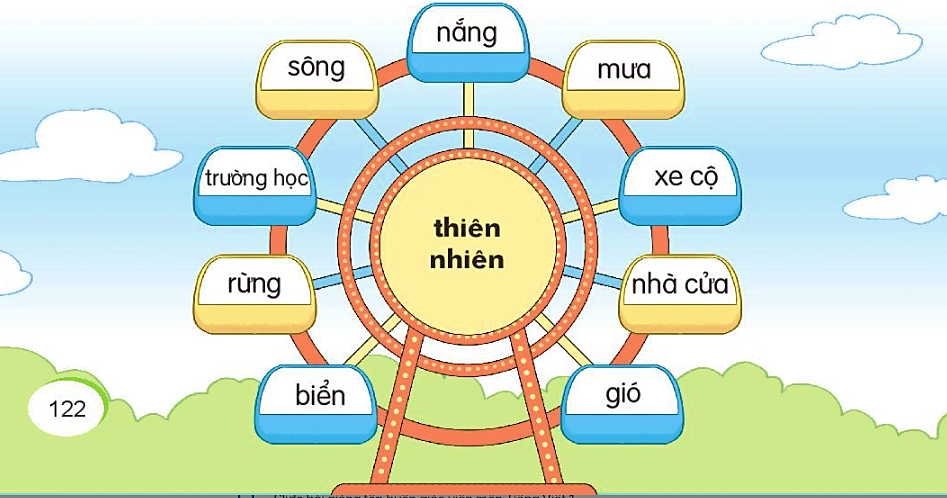 nắng
sông
mưa
trường học
xe cộ
thiên
nhiên
rừng
nhà cửa
biển
gió
122